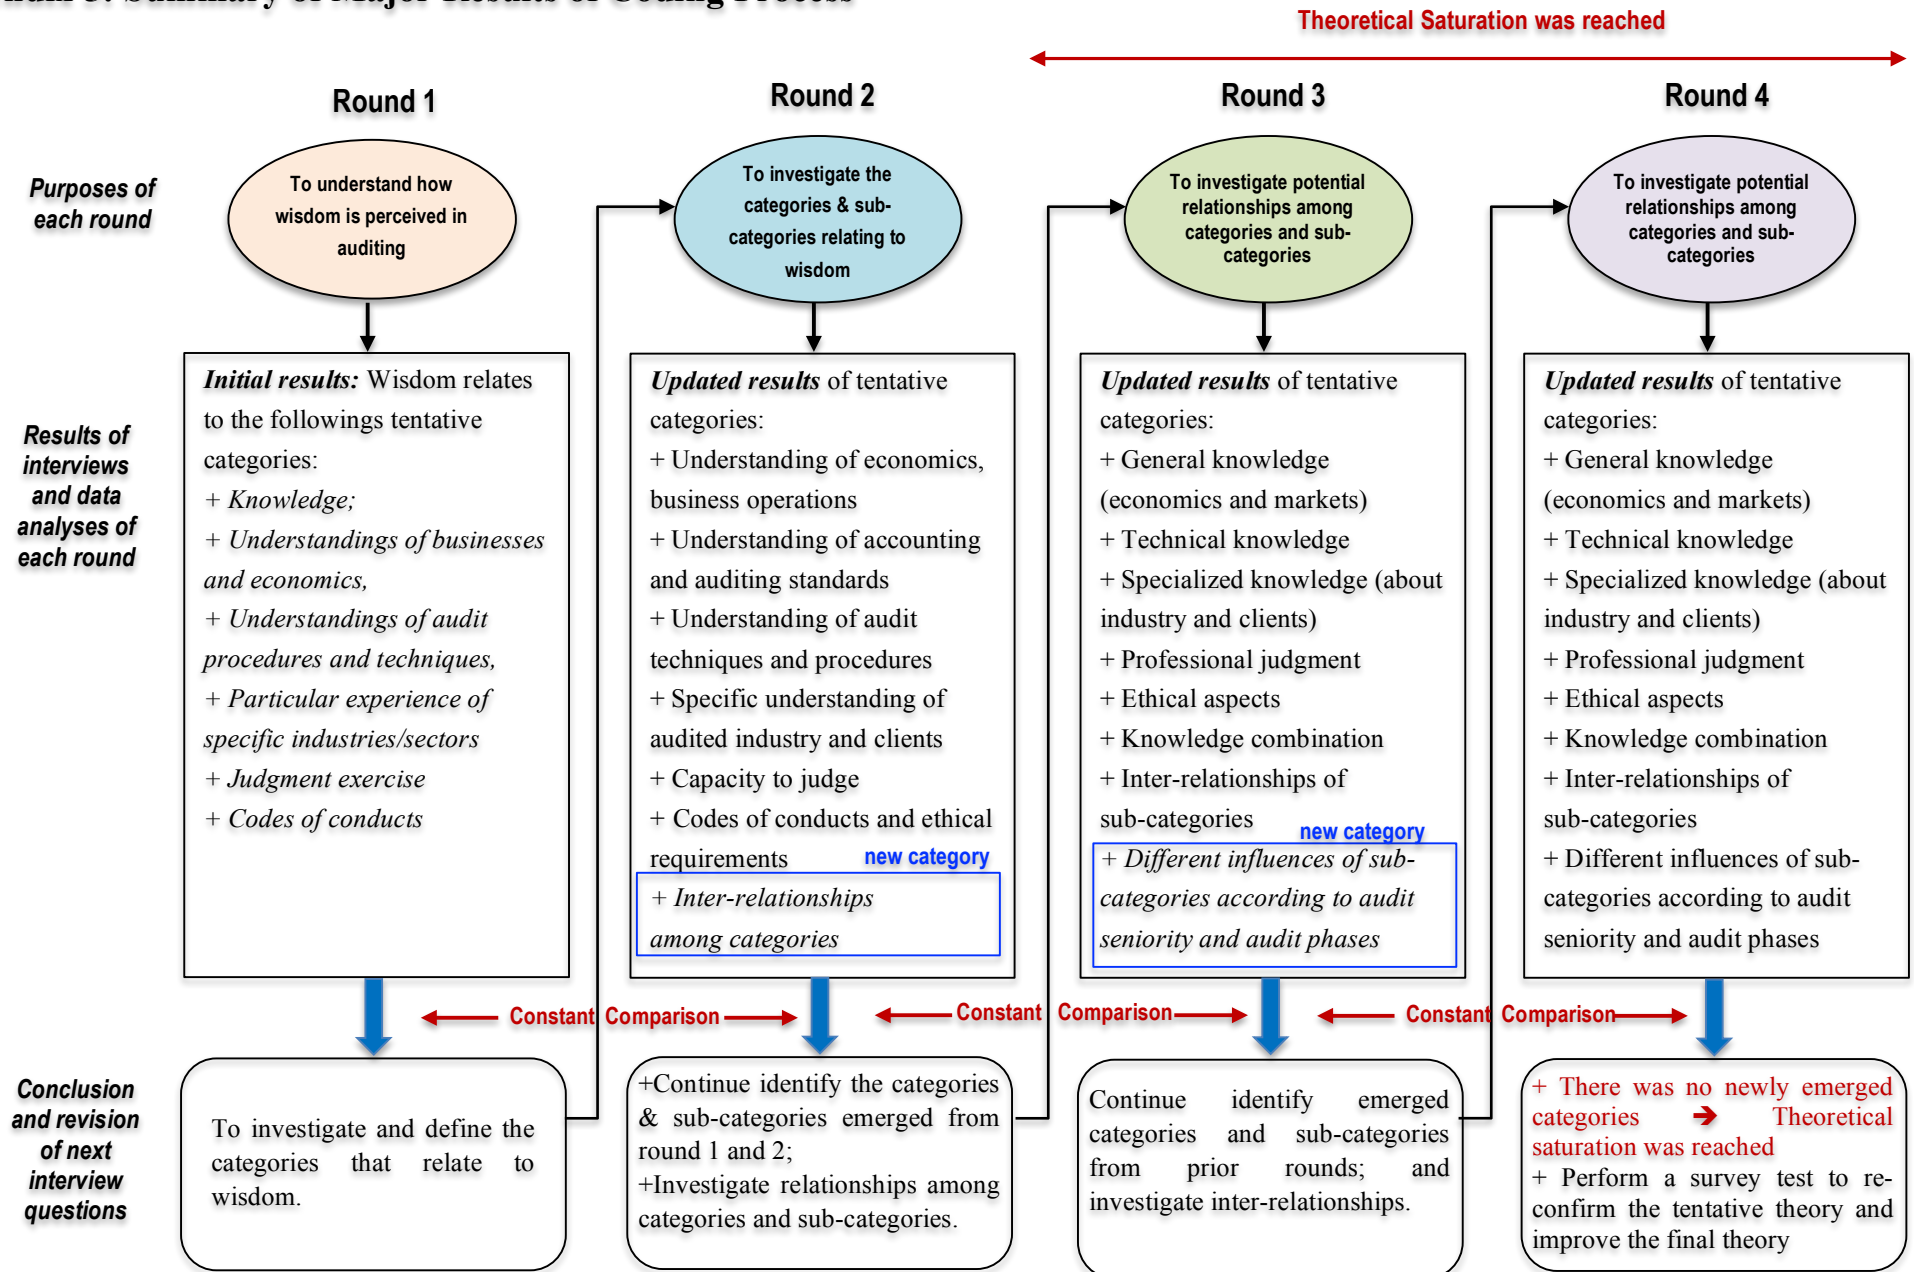 Summary of Major Results of Coding Process
Theoretical Saturation was reached
Round 1
Round 2
Round 3
Round 4
Purposes of
each round
To understand how
wisdom is perceived in
auditing
To investigate the
categories & sub-
categories relating to
wisdom
To investigate potential
relationships among
categories and sub-
categories
To investigate potential
relationships among
categories and sub-
categories
Results of
interviews
and data
analyses of
each round
Initial results: Wisdom relates
to the followings tentative
categories:
+ Knowledge;
+ Understandings of businesses
and economics,
+ Understandings of audit
procedures and techniques,
+ Particular experience of
specific industries/sectors
+ Judgment exercise
+ Codes of conducts
Updated results of tentative
categories:
+ Understanding of economics,
business operations
+ Understanding of accounting
and auditing standards
+ Understanding of audit
techniques and procedures
+ Specific understanding of
audited industry and clients
+ Capacity to judge
+ Codes of conducts and ethical
requirements
new category
+ Inter-relationships
among categories
Updated results of tentative
categories:
+ General knowledge
(economics and markets)
+ Technical knowledge
+ Specialized knowledge (about
industry and clients)
+ Professional judgment
+ Ethical aspects
+ Knowledge combination
+ Inter-relationships of
sub-categories
new category
+ Different influences of sub-
categories according to audit
seniority and audit phases
Updated results of tentative
categories:
+ General knowledge
(economics and markets)
+ Technical knowledge
+ Specialized knowledge (about
industry and clients)
+ Professional judgment
+ Ethical aspects
+ Knowledge combination
+ Inter-relationships of
sub-categories
+ Different influences of sub-
categories according to audit
seniority and audit phases
Constant Comparison
Constant Comparison
Constant Comparison
Conclusion
and revision
of next
interview
questions
To investigate and define the
categories that relate to
wisdom.
+Continue identify the categories
& sub-categories emerged from
round 1 and 2;
+Investigate relationships among
categories and sub-categories.
Continue identify emerged
categories and sub-categories
from prior rounds; and
investigate inter-relationships.
+ There was no newly emerged
categories ➔ Theoretical
saturation was reached
+ Perform a survey test to re-
confirm the tentative theory and
improve the final theory